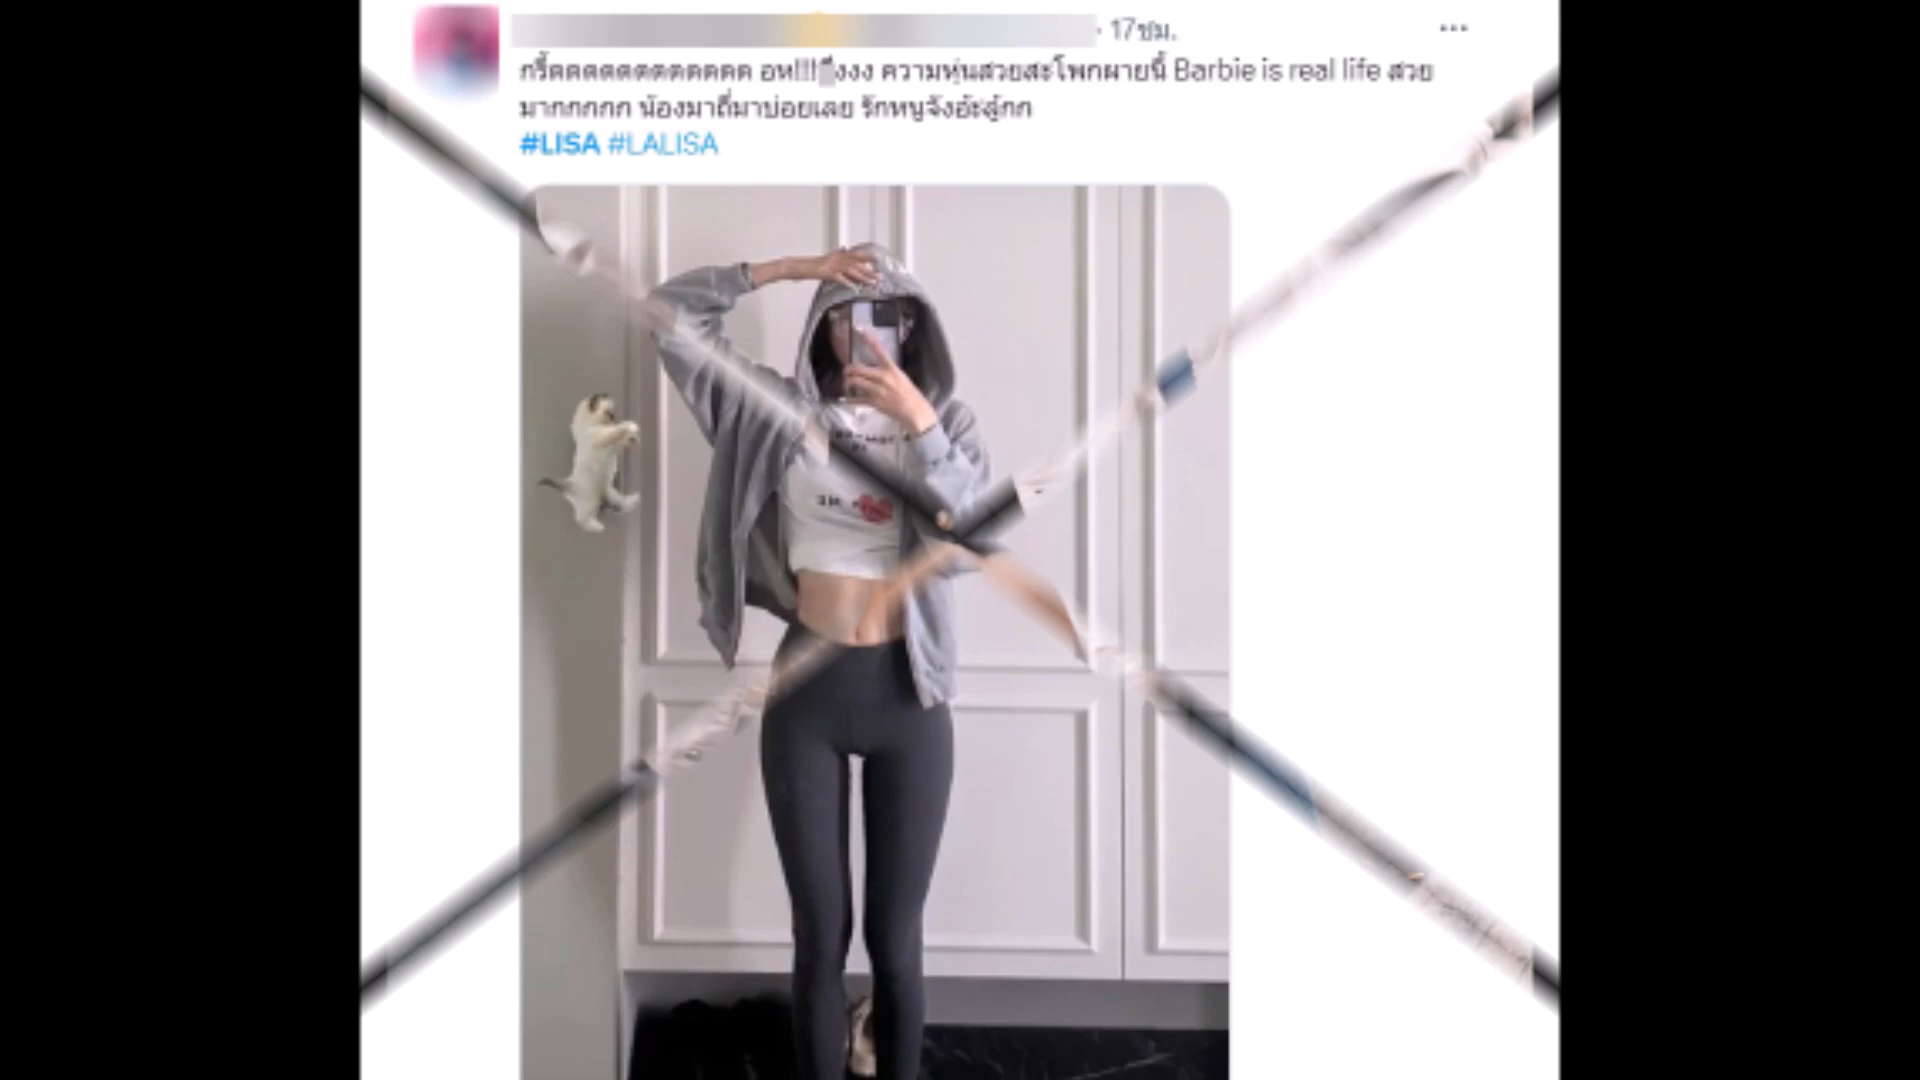 17ชม.
กรี้ดดดดดดดดดดดด อห!!! ึงงง ความหุ่นสวยสะโพกผายนี้ Barbie is real life สวย
มากกกกก น้องมาถี่มาบ่อยเลย รักหนูจังอ้ะลู้กก
#LISA #LALISA